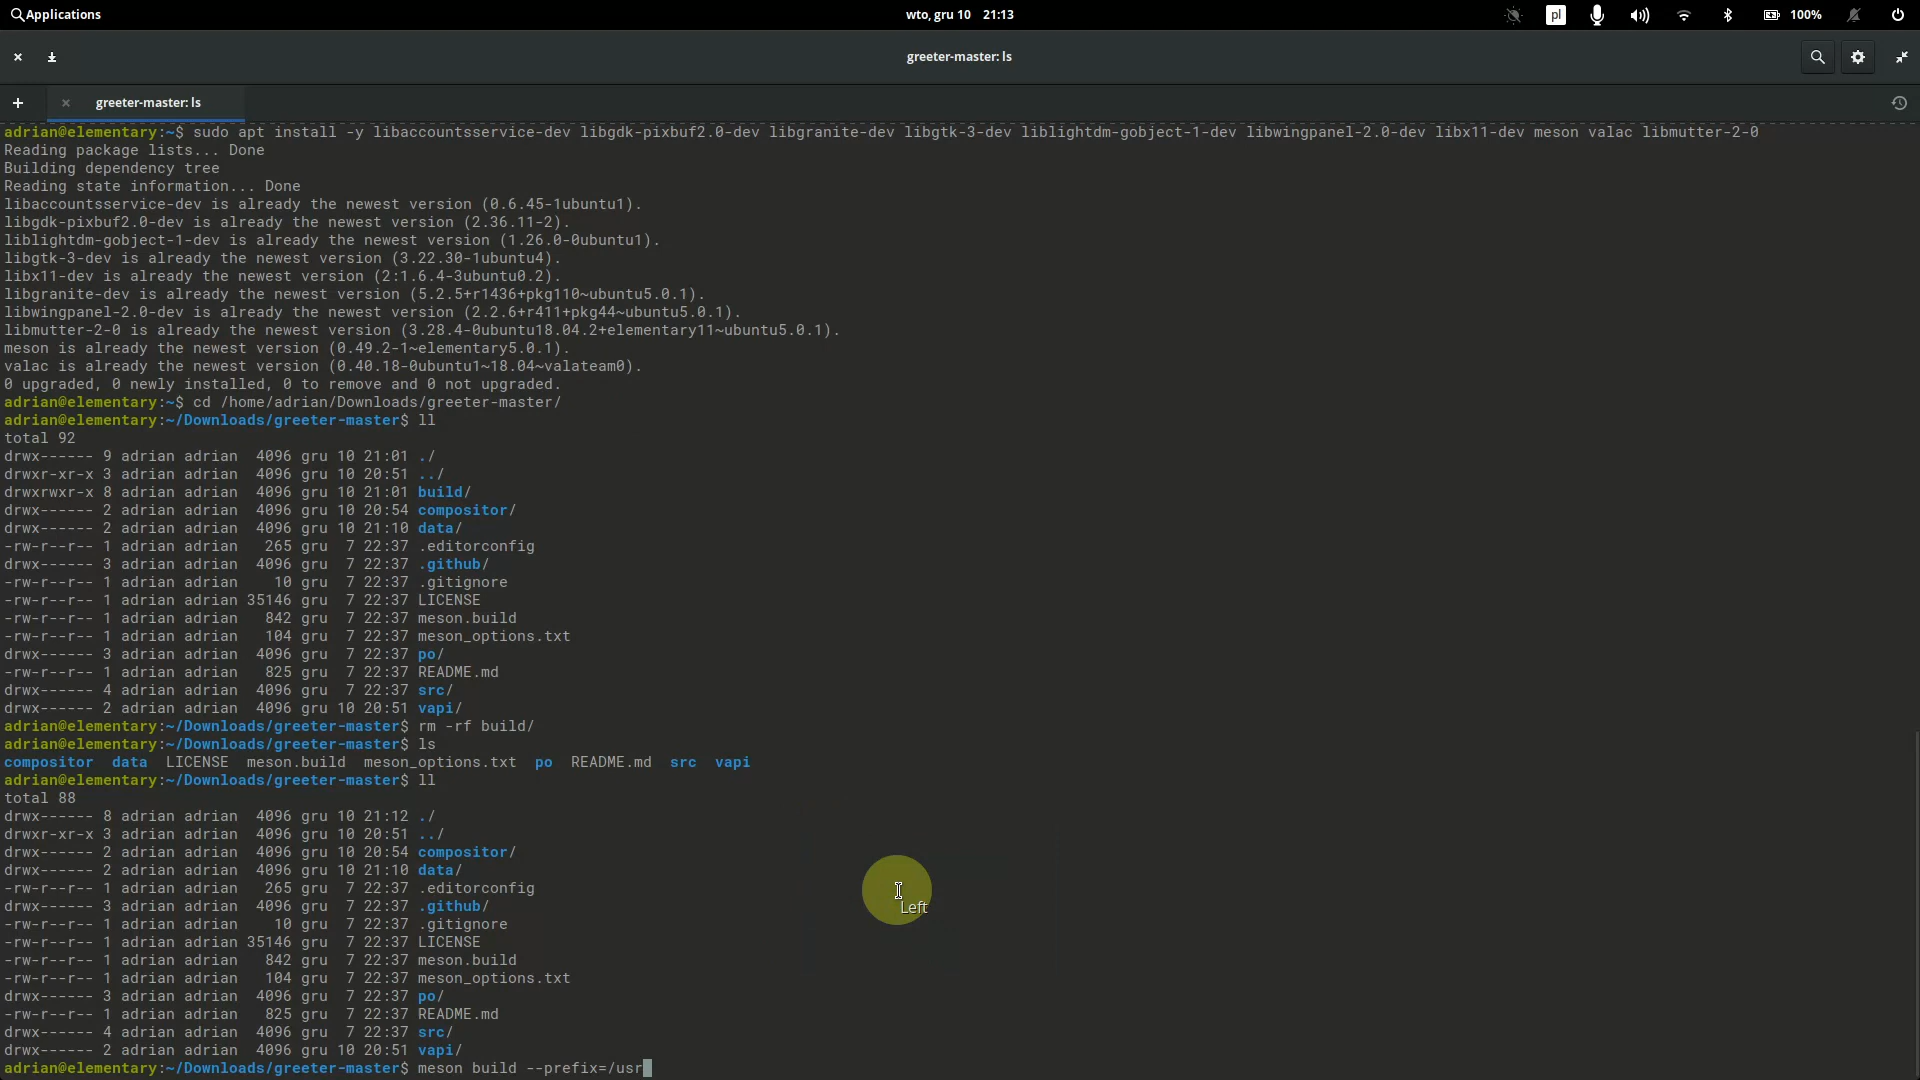 Applications
wto, gru 10 21:13
pl
100%
greeter-master: ls
greeter-master: ls
adrian@elementary:~$ sudo apt install -y libaccountsservice-dev libgdk-pixbuf2.0-dev libgranite-dev libgtk-3-dev liblightdm-gobject-1-dev libwingpanel-2.0-dev libx11-dev meson valac libmutter-2-0
Reading package lists... Done
Building dependency tree
Reading state information... Done
libaccountsservice-dev is already the newest version (0.6.45-1ubuntu1).
libgdk-pixbuf2.0-dev is already the newest version (2.36.11-2).
liblightdm-gobject-1-dev is already the newest version (1.26.0-0ubuntu1).
libgtk-3-dev is already the newest version (3.22.30-1ubuntu4).
libx11-dev is already the newest version (2:1.6.4-3ubuntu0.2).
libgranite-dev is already the newest version (5.2.5+r1436+pkg110~ubuntu5.0.1).
libwingpanel-2.0-dev is already the newest version (2.2.6+r411+pkg44~ubuntu5.0.1).
libmutter-2-0 is already the newest version (3.28.4-0ubuntu18.04.2+elementary11~ubuntu5.0.1).
meson is already the newest version (0.49.2-1~elementary5.0.1).
valac is already the newest version (0.40.18-0ubuntu1~18.04~valateam0).
0 upgraded, 0 newly installed, 0 to remove and 0 not upgraded.
adrian@elementary:~$ cd /home/adrian/Downloads/greeter-master/
adrian@elementary:~/Downloads/greeter-master$ ll
total 92
drwx------ 9 adrian adrian  4096 gru 10 21:01 ./
drwxr-xr-x 3 adrian adrian  4096 gru 10 20:51 ../
drwxrwxr-x 8 adrian adrian  4096 gru 10 21:01 build/
drwx------ 2 adrian adrian  4096 gru 10 20:54 compositor/
drwx------ 2 adrian adrian  4096 gru 10 21:10 data/
-rw-r--r-- 1 adrian adrian   265 gru  7 22:37 .editorconfig
drwx------ 3 adrian adrian  4096 gru  7 22:37 .github/
-rw-r--r-- 1 adrian adrian    10 gru  7 22:37 .gitignore
-rw-r--r-- 1 adrian adrian 35146 gru  7 22:37 LICENSE
-rw-r--r-- 1 adrian adrian   842 gru  7 22:37 meson.build
-rw-r--r-- 1 adrian adrian   104 gru  7 22:37 meson_options.txt
drwx------ 3 adrian adrian  4096 gru  7 22:37 po/
-rw-r--r-- 1 adrian adrian   825 gru  7 22:37 README.md
drwx------ 4 adrian adrian  4096 gru  7 22:37 src/
drwx------ 2 adrian adrian  4096 gru 10 20:51 vapi/
adrian@elementary:~/Downloads/greeter-master$ rm -rf build/
adrian@elementary:~/Downloads/greeter-master$ ls
compositor  data  LICENSE  meson.build  meson_options.txt  po  README.md  src  vapi
adrian@elementary:~/Downloads/greeter-master$ ll
total 88
drwx------ 8 adrian adrian  4096 gru 10 21:12 ./
drwxr-xr-x 3 adrian adrian  4096 gru 10 20:51 ../
drwx------ 2 adrian adrian  4096 gru 10 20:54 compositor/
drwx------ 2 adrian adrian  4096 gru 10 21:10 data/
-rw-r--r-- 1 adrian adrian   265 gru  7 22:37 .editorconfig
drwx------ 3 adrian adrian  4096 gru  7 22:37 .github/
-rw-r--r-- 1 adrian adrian    10 gru  7 22:37 .gitignore
-rw-r--r-- 1 adrian adrian 35146 gru  7 22:37 LICENSE
-rw-r--r-- 1 adrian adrian   842 gru  7 22:37 meson.build
-rw-r--r-- 1 adrian adrian   104 gru  7 22:37 meson_options.txt
drwx------ 3 adrian adrian  4096 gru  7 22:37 po/
-rw-r--r-- 1 adrian adrian   825 gru  7 22:37 README.md
drwx------ 4 adrian adrian  4096 gru  7 22:37 src/
drwx------ 2 adrian adrian  4096 gru 10 20:51 vapi/
adrian@elementary:~/Downloads/greeter-master$ meson build --prefix=/usr
Left